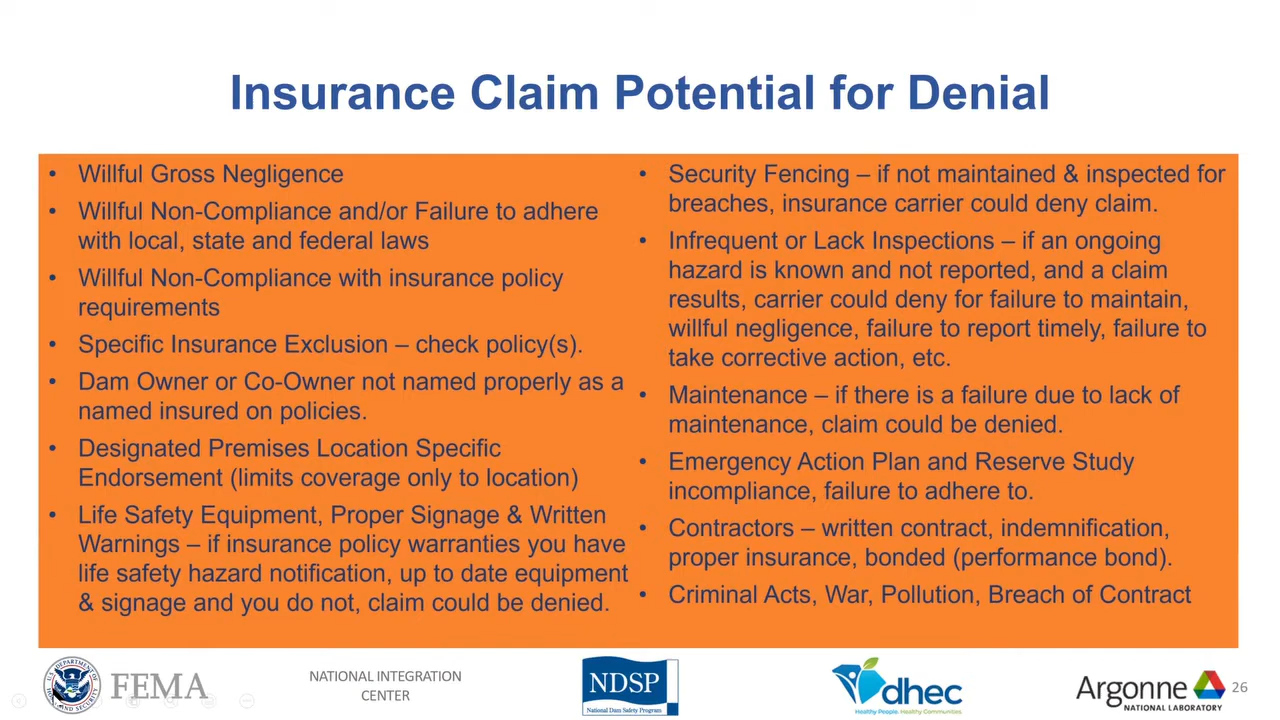 Insurance Claim Potential for Denial
• Willful Gross Negligence
• Willful Non-Compliance and/or Failure to adhere
with local, state and federal laws
• Willful Non-Compliance with insurance policy
requirements
• Specific Insurance Exclusion – check policy(s).
• Dam Owner or Co-Owner not named properly as a
named insured on policies.
• Designated Premises Location Specific
Endorsement (limits coverage only to location)
• Life Safety Equipment, Proper Signage & Written
Warnings – if insurance policy warranties you have
life safety hazard notification, up to date equipment
& signage and you do not, claim could be denied.
• Security Fencing – if not maintained & inspected for
breaches, insurance carrier could deny claim.
• Infrequent or Lack Inspections – if an ongoing
hazard is known and not reported, and a claim
results, carrier could deny for failure to maintain,
willful negligence, failure to report timely, failure to
take corrective action, etc.
• Maintenance – if there is a failure due to lack of
maintenance, claim could be denied.
• Emergency Action Plan and Reserve Study
incompliance, failure to adhere to.
• Contractors – written contract, indemnification,
proper insurance, bonded (performance bond).
• Criminal Acts, War, Pollution, Breach of Contract
FEMA
NATIONAL INTEGRATION
CENTER
NDSP
National Dam Safety Program
dhec
Healthy People. Healthy Communities.
Argonne
NATIONAL LABORATORY
26